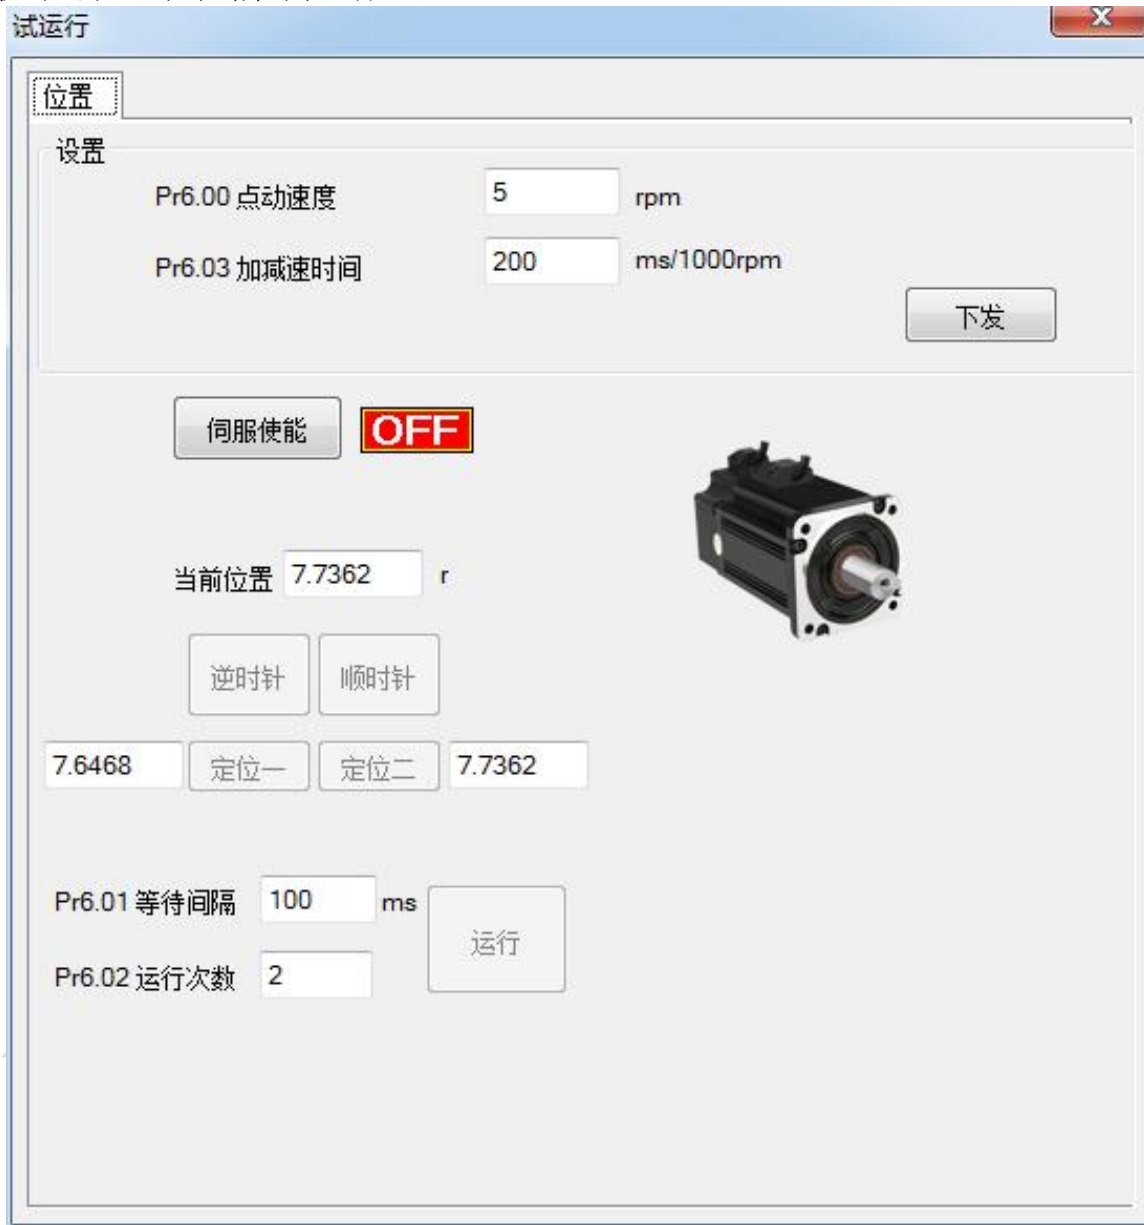 试运行
位置
设置
Pr6.00 点动速度 5 rpm
Pr6.03 加减速时间 200 ms/1000rpm
下发
伺服使能 OFF
当前位置 7.7362 r
逆时针 顺时针
7.6468 定位一 定位二 7.7362
Pr6.01 等待间隔 100 ms
运行
Pr6.02 运行次数 2